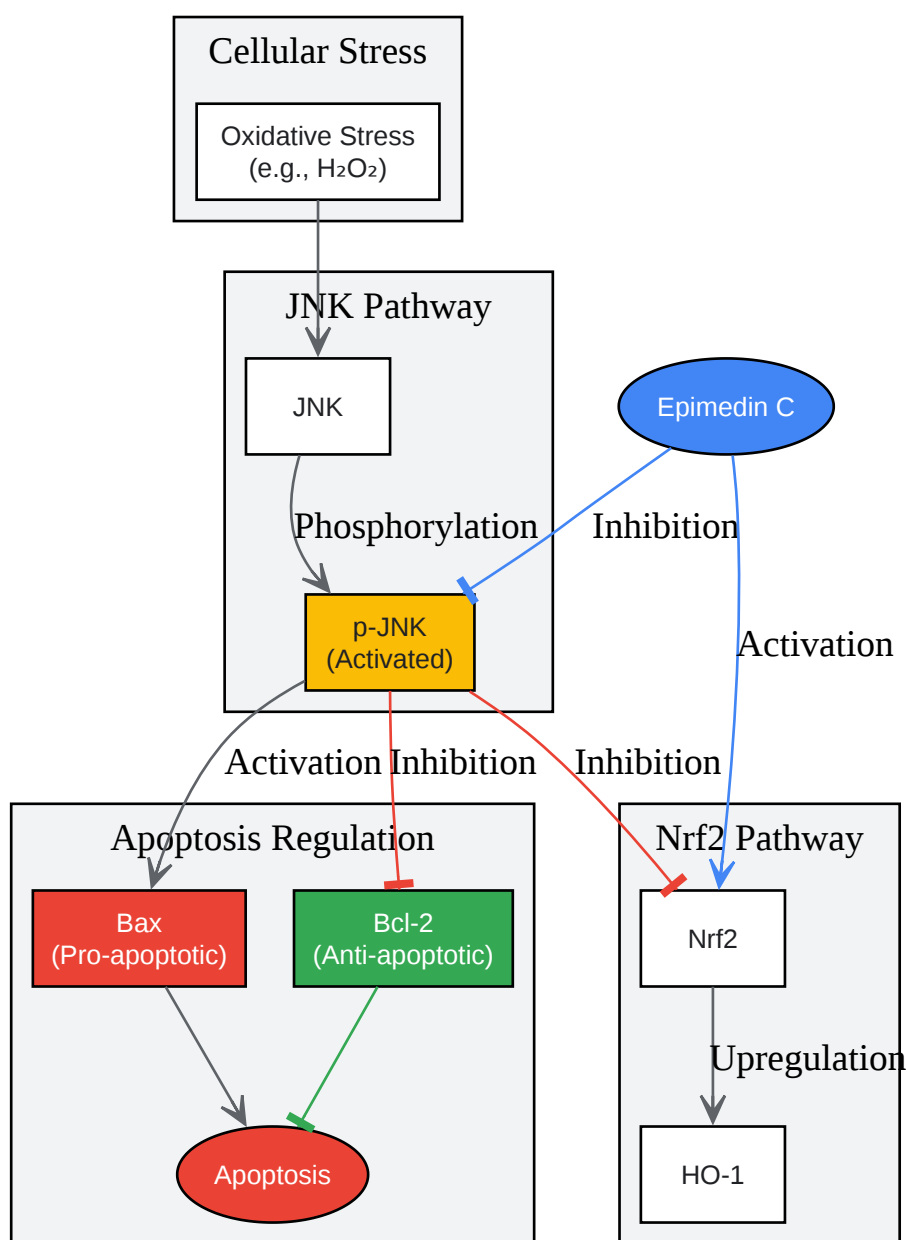 Cellular Stress
Oxidative Stress
(e.g., H₂O₂)
JNK Pathway
JNK
Epimedin C
Phosphorylation
Inhibition
p-JNK
(Activated)
Activation
Activation
Inhibition
Inhibition
Apoptosis Regulation
Nrf2 Pathway
Bax
(Pro-apoptotic)
Bcl-2
(Anti-apoptotic)
Nrf2
Upregulation
Apoptosis
HO-1